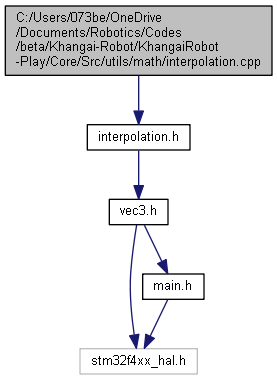 C:/Users/073be/OneDrive
/Documents/Robotics/Codes
/beta/Khangai-Robot/KhangaiRobot
-Play/Core/Src/utils/math/interpolation.cpp
interpolation.h
vec3.h
main.h
stm32f4xx_hal.h